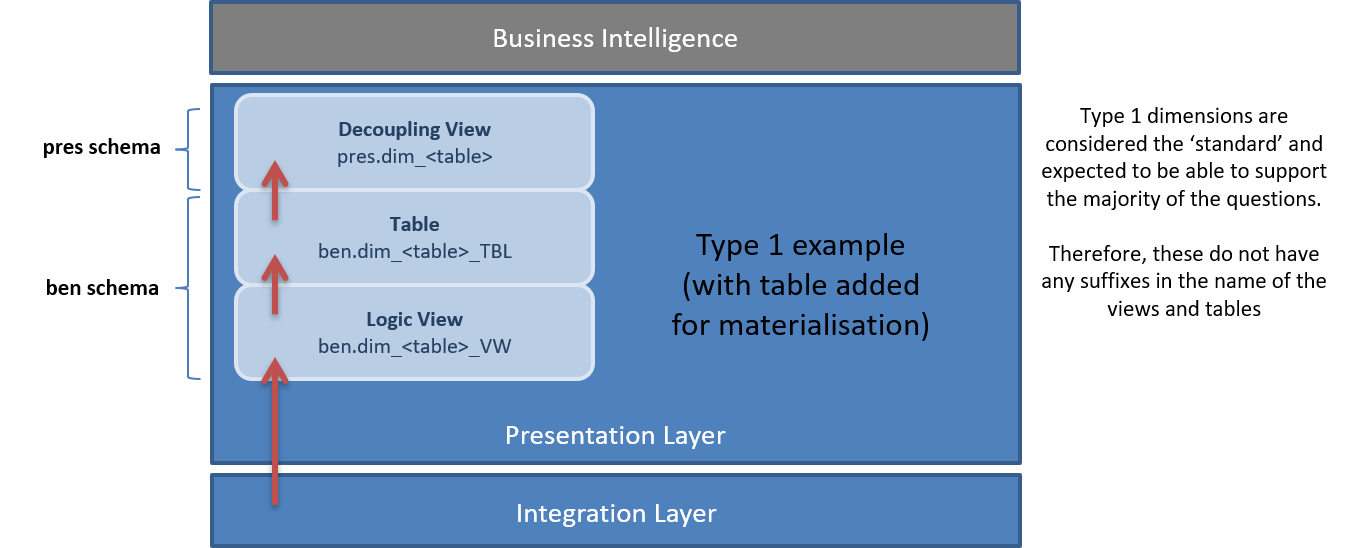 Business Intelligence
pres schema
Decoupling View
pres.dim_<table>
ben schema
Table
ben.dim_<table>_TBL
Logic View
ben.dim_<table>_VW
Type 1 example
(with table added
for materialisation)
Presentation Layer
Integration Layer
Type 1 dimensions are
considered the ‘standard’ and
expected to be able to support
the majority of the questions.
Therefore, these do not have
any suffixes in the name of the
views and tables